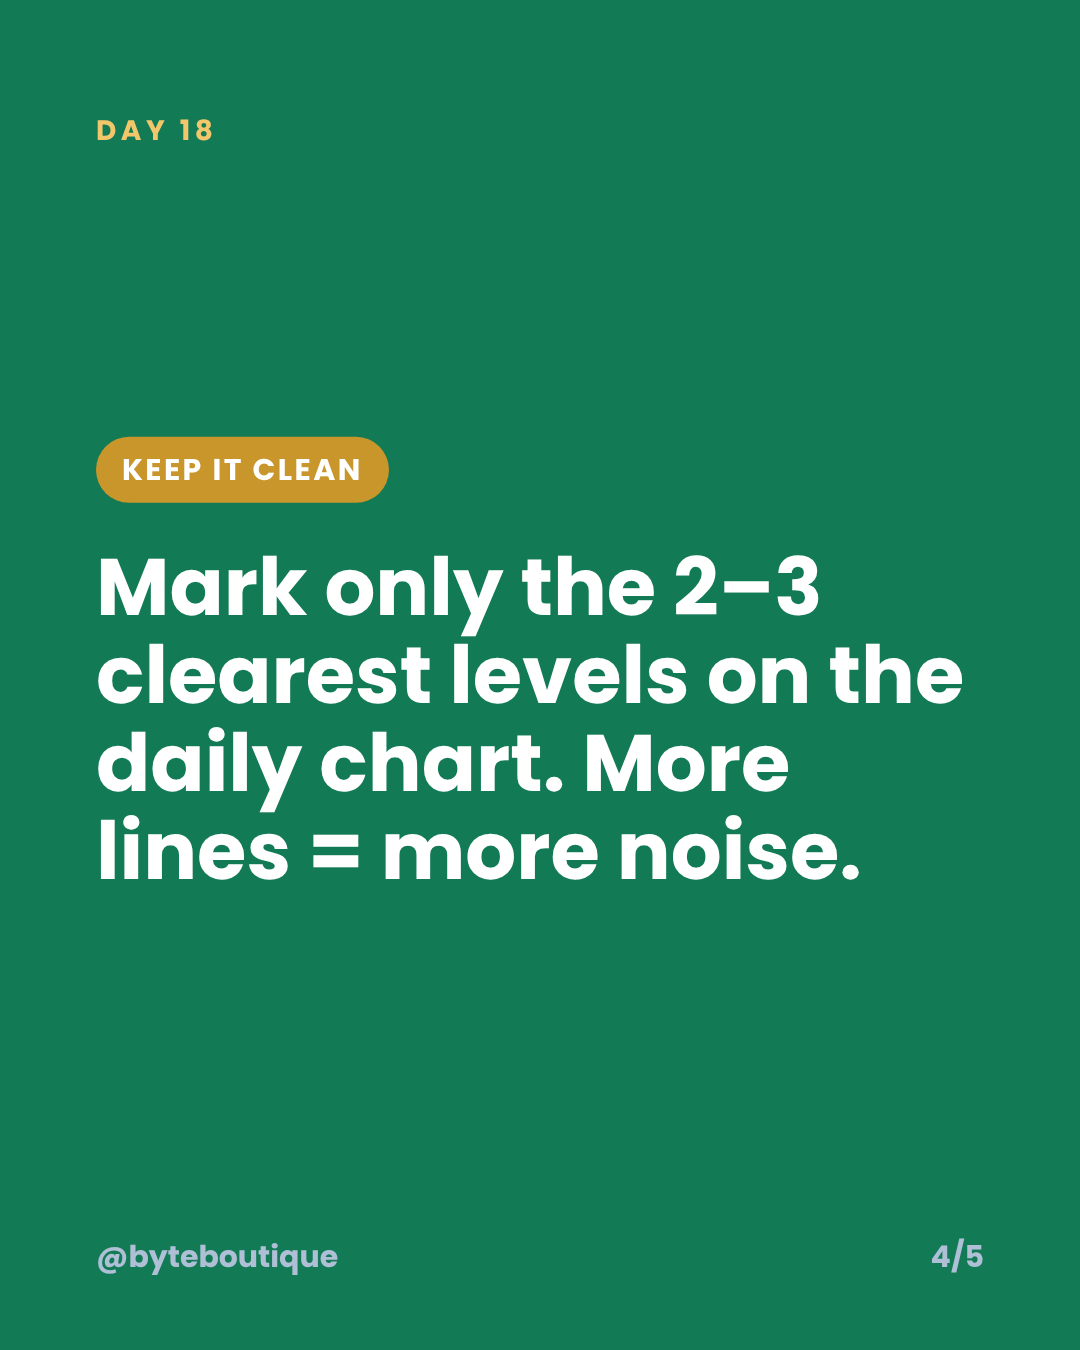 DAY 18
KEEP IT CLEAN
Mark only the 2–3
clearest levels on the
daily chart. More
lines = more noise.
@byteboutique
4/5